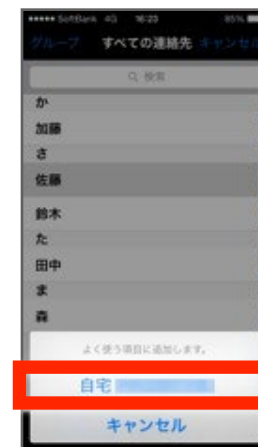 SoftBank 4G 16:23 85%
グループ すべての連絡先 キャンセル
検索
か
加藤
さ
佐藤
鈴木
た
田中
ま
森
よく使う項目に追加します。
自宅
キャンセル